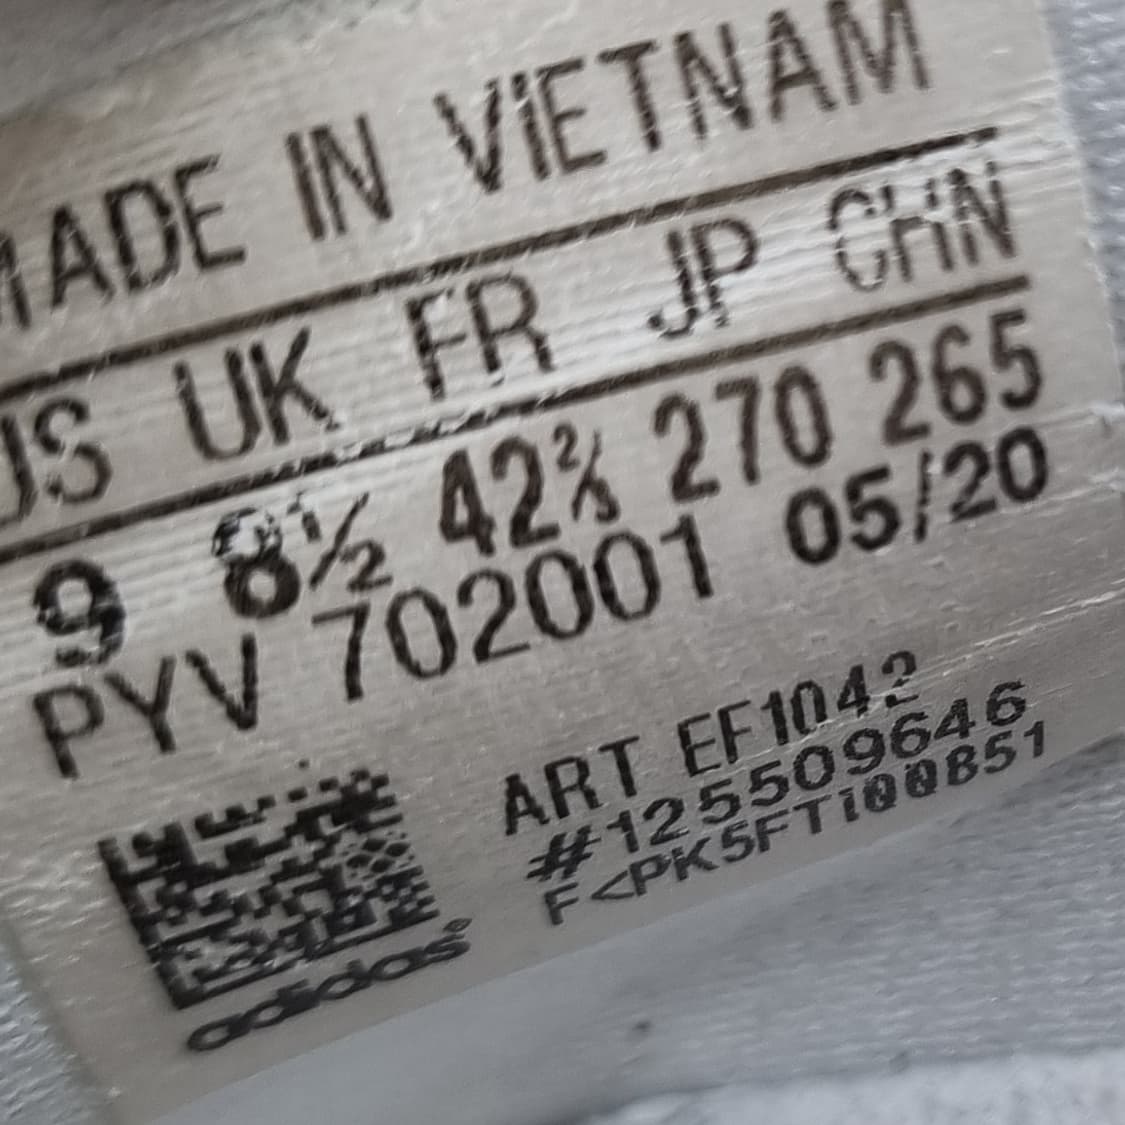 MADE IN VIETNAM
US UK FR JP CHN
9 8½ 42⅔ 270 265
PYV 702001 05/20
ART EF1042
#125509646
F<PK5FTi00B51
adidas®